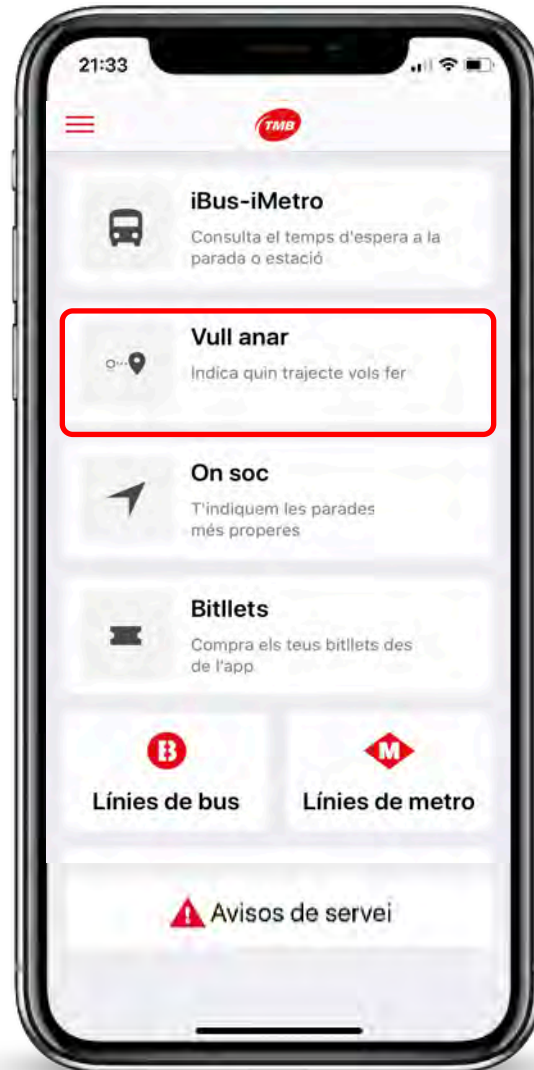 21:33
TMB
iBus-iMetro
Consulta el temps d'espera a la
parada o estació
Vull anar
Indica quin trajecte vols fer
On soc
T'indiquem les parades
més properes
Bitllets
Compra els teus bitllets des
de l'app
B
M
Línies de bus
Línies de metro
Avisos de servei